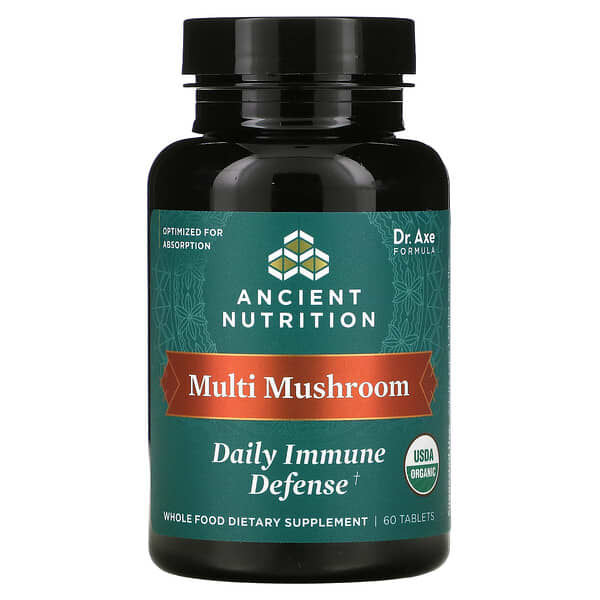 OPTIMIZED FOR
ABSORPTION
Dr. Axe
FORMULA
ANCIENT
NUTRITION
Multi Mushroom
Daily Immune
Defense†
USDA
ORGANIC
WHOLE FOOD DIETARY SUPPLEMENT | 60 TABLETS